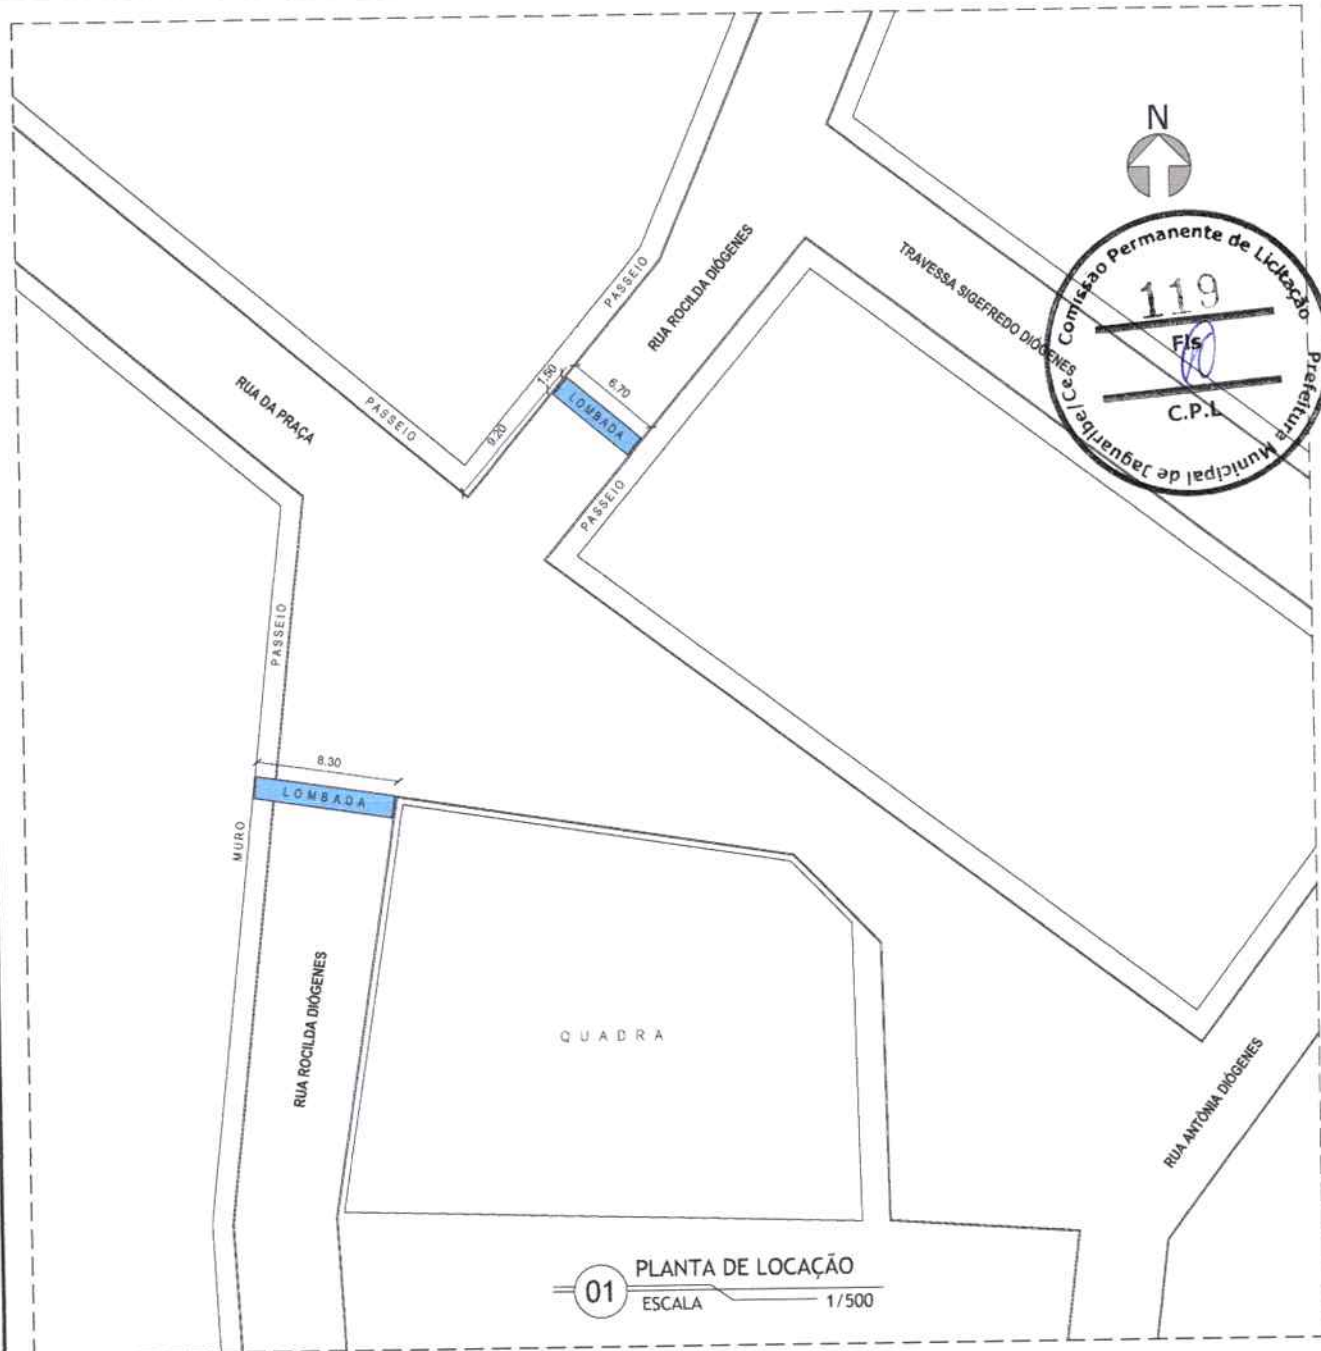 N
Comissao Permanente de Licitação
Prefeitura Municipal de Jaguaribe/Ce
119
Fls
C.P.L
RUA ROCILDA DIÓGENES
TRAVESSA SIGEFREDO DIÓGENES
PASSEIO
1.50
6.70
LOMBADA
RUA DA PRAÇA
PASSEIO
9.20
PASSEIO
PASSEIO
8.30
LOMBADA
MURO
RUA ROCILDA DIÓGENES
QUADRA
RUA ANTÔNIA DIÓGENES
01
PLANTA DE LOCAÇÃO
ESCALA 1/500